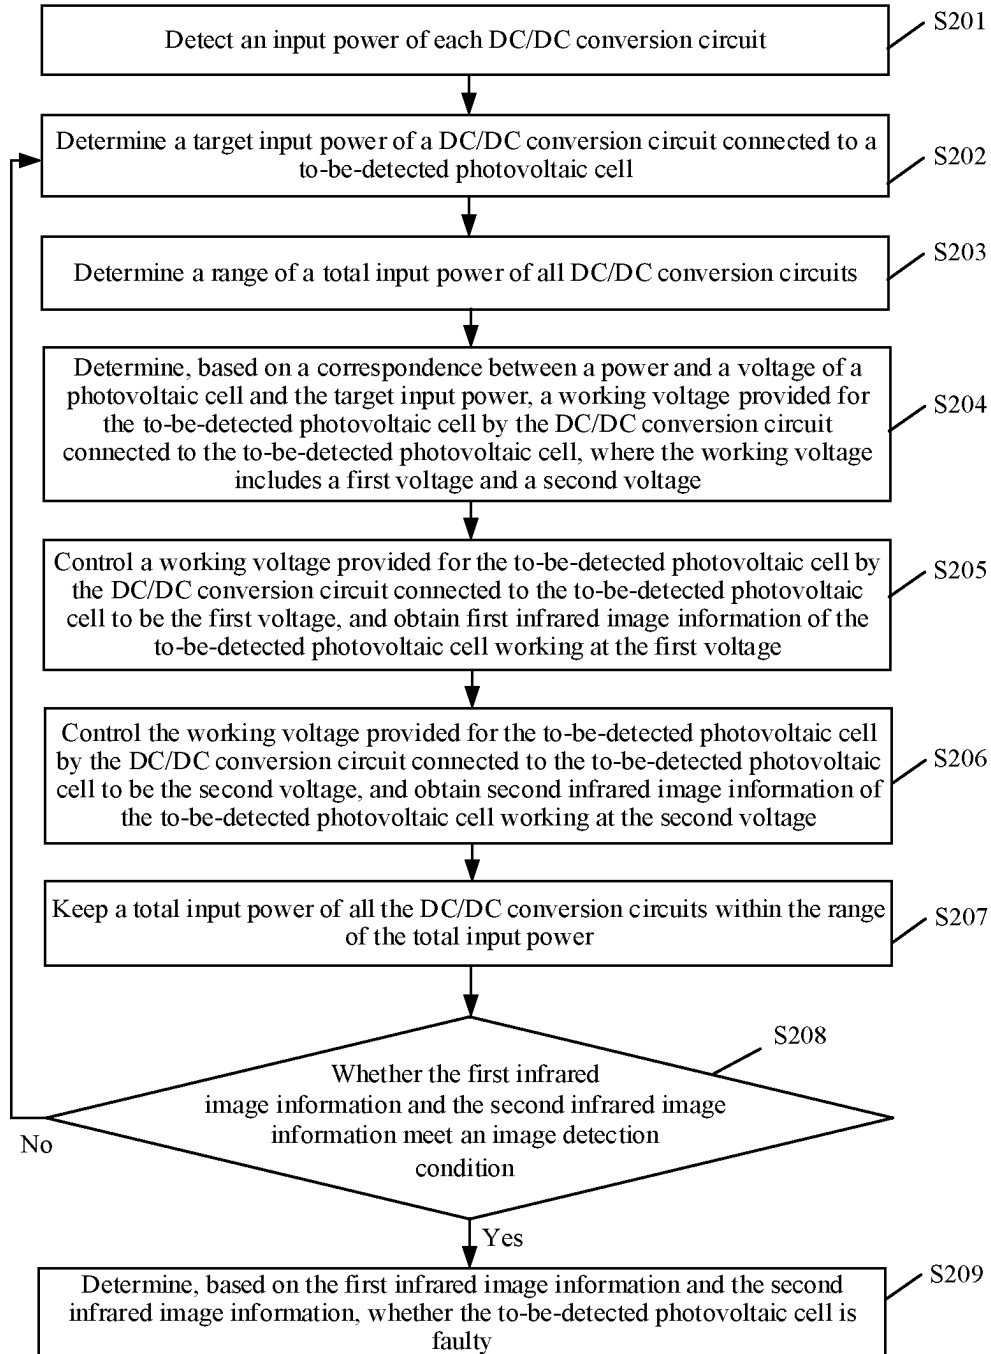 Detect an input power of each DC/DC conversion circuit
S201
Determine a target input power of a DC/DC conversion circuit connected to a
to-be-detected photovoltaic cell
S202
Determine a range of a total input power of all DC/DC conversion circuits
S203
Determine, based on a correspondence between a power and a voltage of a
photovoltaic cell and the target input power, a working voltage provided for
the to-be-detected photovoltaic cell by the DC/DC conversion circuit
connected to the to-be-detected photovoltaic cell, where the working voltage
includes a first voltage and a second voltage
S204
Control a working voltage provided for the to-be-detected photovoltaic cell by
the DC/DC conversion circuit connected to the to-be-detected photovoltaic
cell to be the first voltage, and obtain first infrared image information of the
to-be-detected photovoltaic cell working at the first voltage
S205
Control the working voltage provided for the to-be-detected photovoltaic cell
by the DC/DC conversion circuit connected to the to-be-detected photovoltaic
cell to be the second voltage, and obtain second infrared image information of
the to-be-detected photovoltaic cell working at the second voltage
S206
Keep a total input power of all the DC/DC conversion circuits within the range
of the total input power
S207
S208
Whether the first infrared
image information and the second infrared image
information meet an image detection
condition
No
Yes
Determine, based on the first infrared image information and the second
infrared image information, whether the to-be-detected photovoltaic cell is
faulty
S209